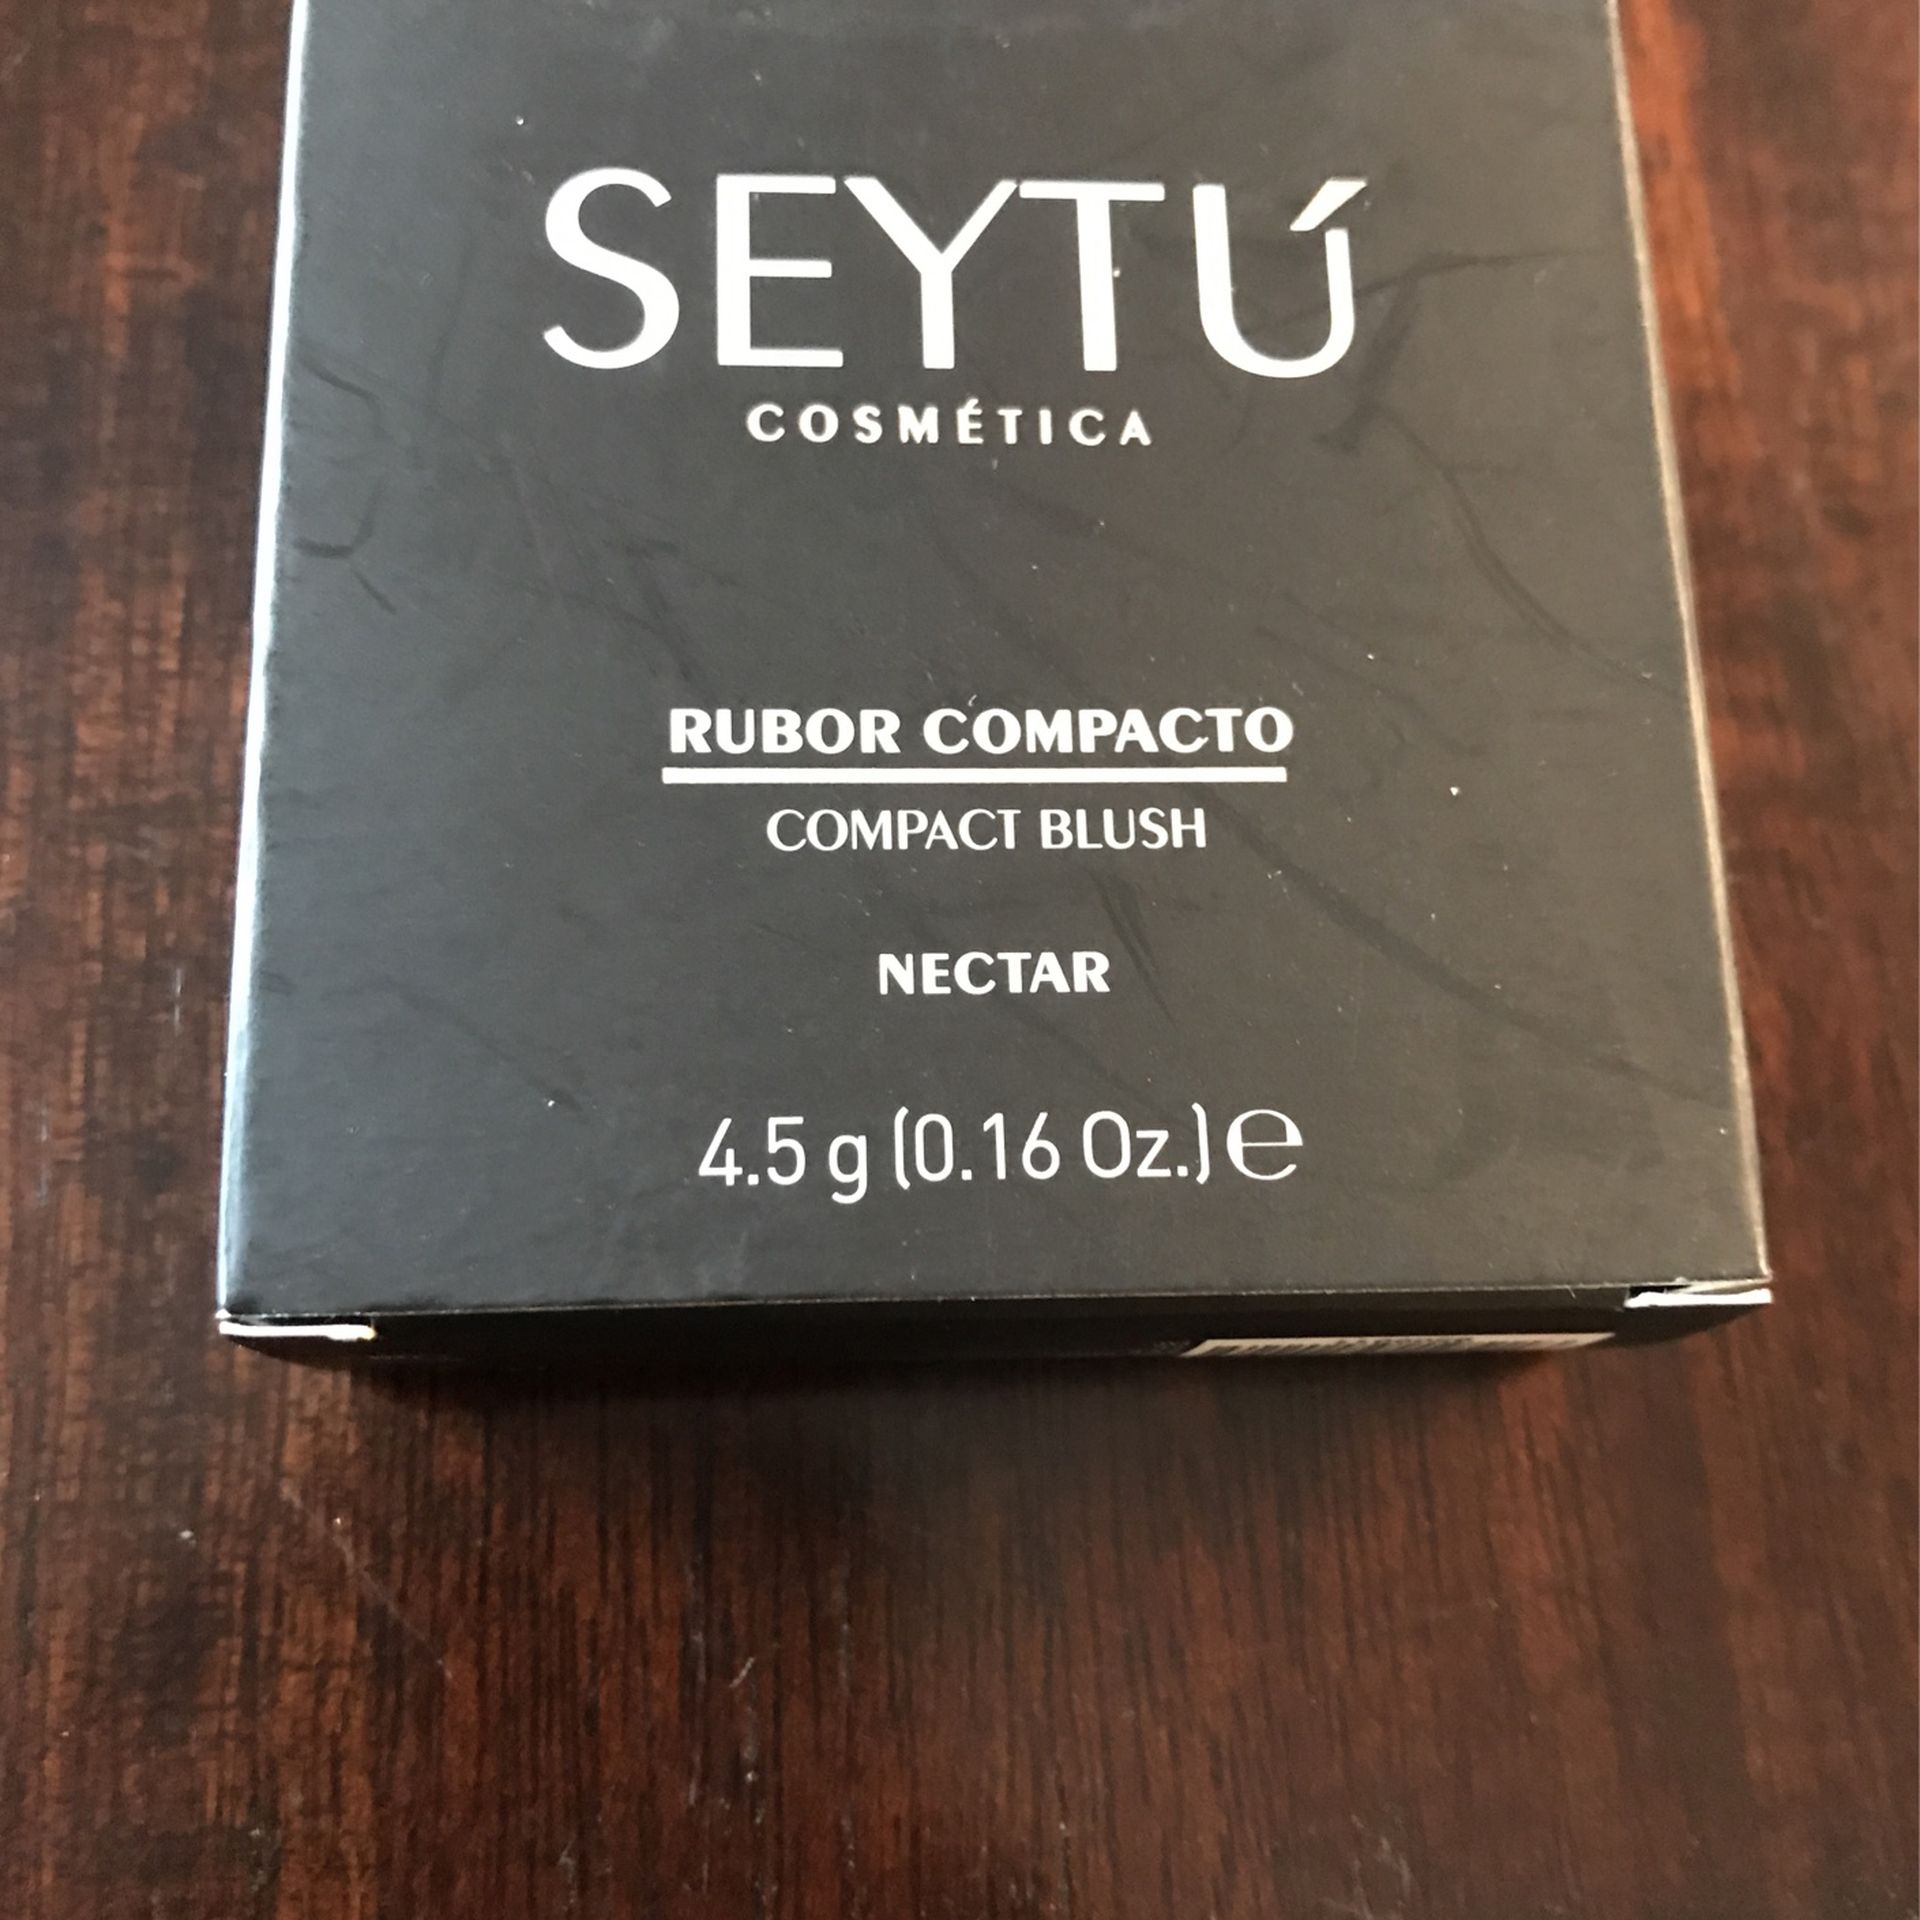 SEYTÚ
COSMÉTICA
RUBOR COMPACTO
COMPACT BLUSH
NECTAR
4.5 g (0.16 Oz.) ℮